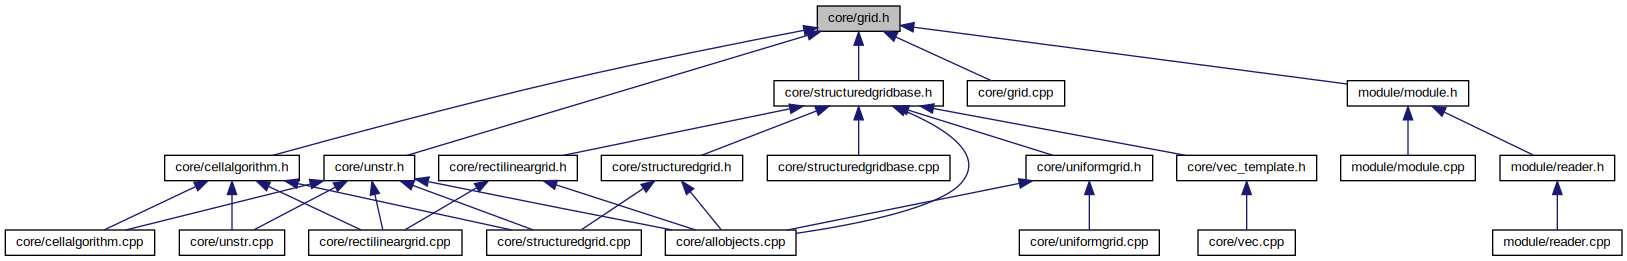 core/grid.h
core/structuredgridbase.h
core/grid.cpp
module/module.h
core/cellalgorithm.h
core/unstr.h
core/rectilineargrid.h
core/structuredgrid.h
core/structuredgridbase.cpp
core/uniformgrid.h
core/vec_template.h
module/module.cpp
module/reader.h
core/cellalgorithm.cpp
core/unstr.cpp
core/rectilineargrid.cpp
core/structuredgrid.cpp
core/allobjects.cpp
core/uniformgrid.cpp
core/vec.cpp
module/reader.cpp